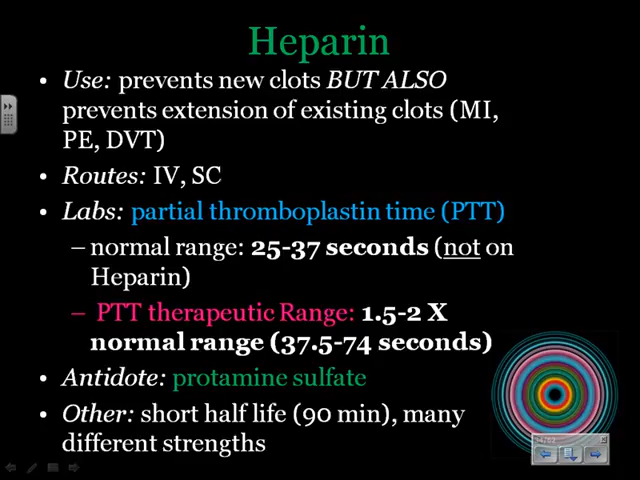 Heparin
• Use: prevents new clots BUT ALSO
prevents extension of existing clots (MI,
PE, DVT)
• Routes: IV, SC
• Labs: partial thromboplastin time (PTT)
– normal range: 25-37 seconds (not on
Heparin)
– PTT therapeutic Range: 1.5-2 X
normal range (37.5-74 seconds)
• Antidote: protamine sulfate
• Other: short half life (90 min), many
different strengths